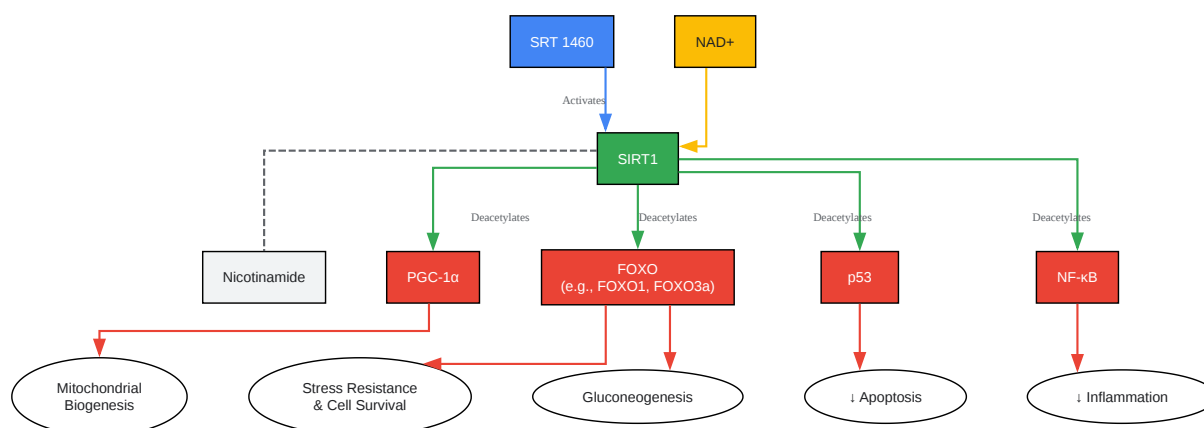 SRT 1460
NAD+
Activates
SIRT1
Deacetylates
Deacetylates
Deacetylates
Deacetylates
Nicotinamide
PGC-1α
FOXO
(e.g., FOXO1, FOXO3a)
p53
NF-κB
Mitochondrial
Biogenesis
Stress Resistance
& Cell Survival
Gluconeogenesis
↓ Apoptosis
↓ Inflammation